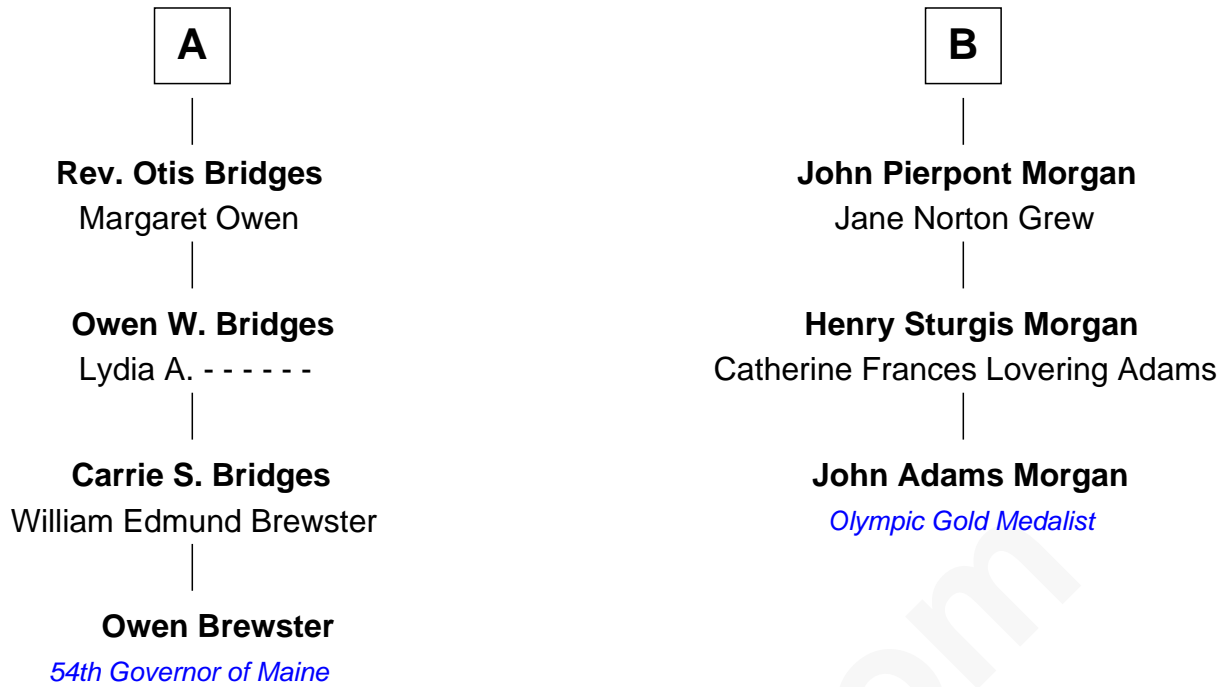 A
Rev. Otis Bridges
Margaret Owen
Owen W. Bridges
Lydia A. - - - - - -
Carrie S. Bridges
William Edmund Brewster
Owen Brewster
54th Governor of Maine
B
John Pierpont Morgan
Jane Norton Grew
Henry Sturgis Morgan
Catherine Frances Lovering Adams
John Adams Morgan
Olympic Gold Medalist
om